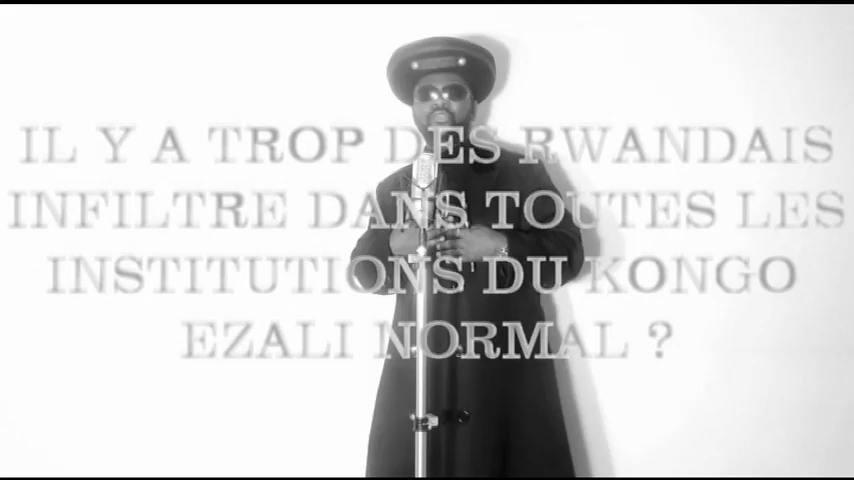 IL Y A TROP DES RWANDAIS
INFILTRE DANS TOUTES LES
INSTITUTIONS DU KONGO
EZALI NORMAL ?